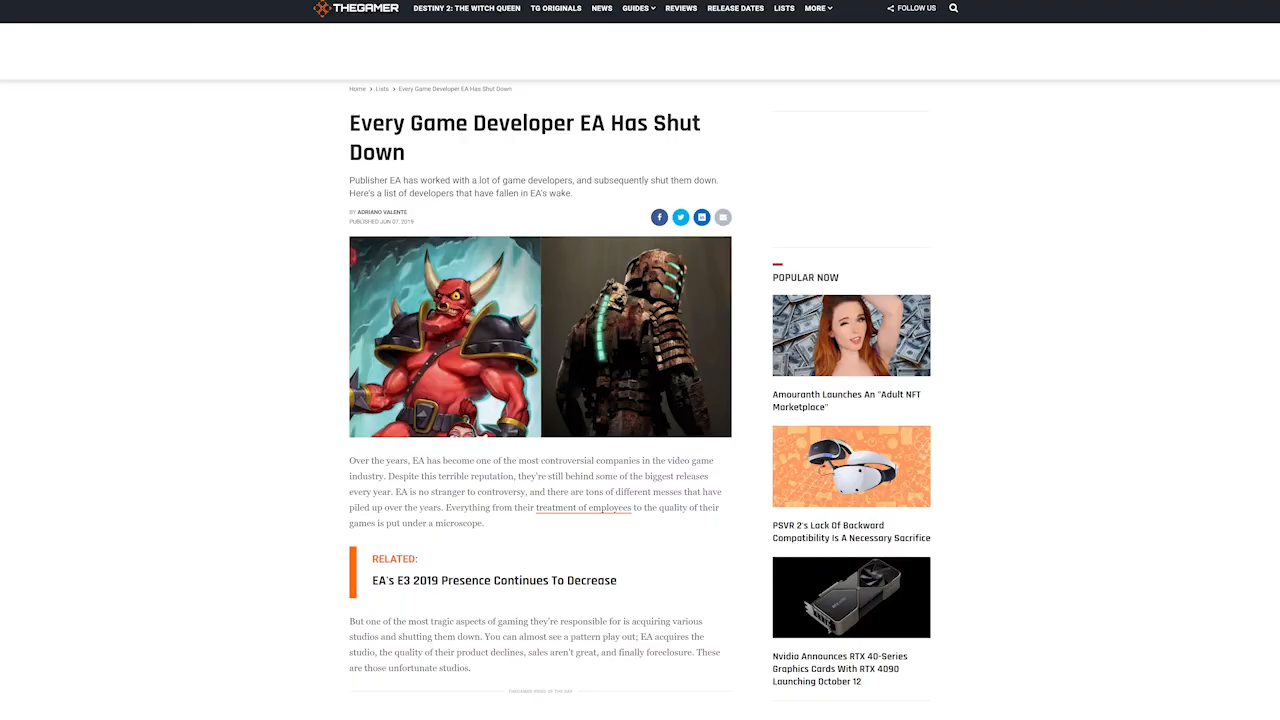 THEGAMER
DESTINY 2: THE WITCH QUEEN TG ORIGINALS NEWS GUIDES REVIEWS RELEASE DATES LISTS MORE FOLLOW US
Home > Lists > Every Game Developer EA Has Shut Down
Every Game Developer EA Has Shut
Down
Publisher EA has worked with a lot of game developers, and subsequently shut them down.
Here's a list of developers that have fallen in EA's wake.
BY ADRIANO VALENTE
PUBLISHED JUN 07, 2019
Over the years, EA has become one of the most controversial companies in the video game
industry. Despite this terrible reputation, they're still behind some of the biggest releases
every year. EA is no stranger to controversy, and there are tons of different messes that have
piled up over the years. Everything from their treatment of employees to the quality of their
games is put under a microscope.
RELATED:
EA's E3 2019 Presence Continues To Decrease
But one of the most tragic aspects of gaming they're responsible for is acquiring various
studios and shutting them down. You can almost see a pattern play out; EA acquires the
studio, the quality of their product declines, sales aren't great, and finally foreclosure. These
are those unfortunate studios.
THEGAMER VIDEO OF THE DAY
POPULAR NOW
Amouranth Launches An "Adult NFT
Marketplace"
PSVR 2's Lack Of Backward
Compatibility Is A Necessary Sacrifice
Nvidia Announces RTX 40-Series
Graphics Cards With RTX 4090
Launching October 12